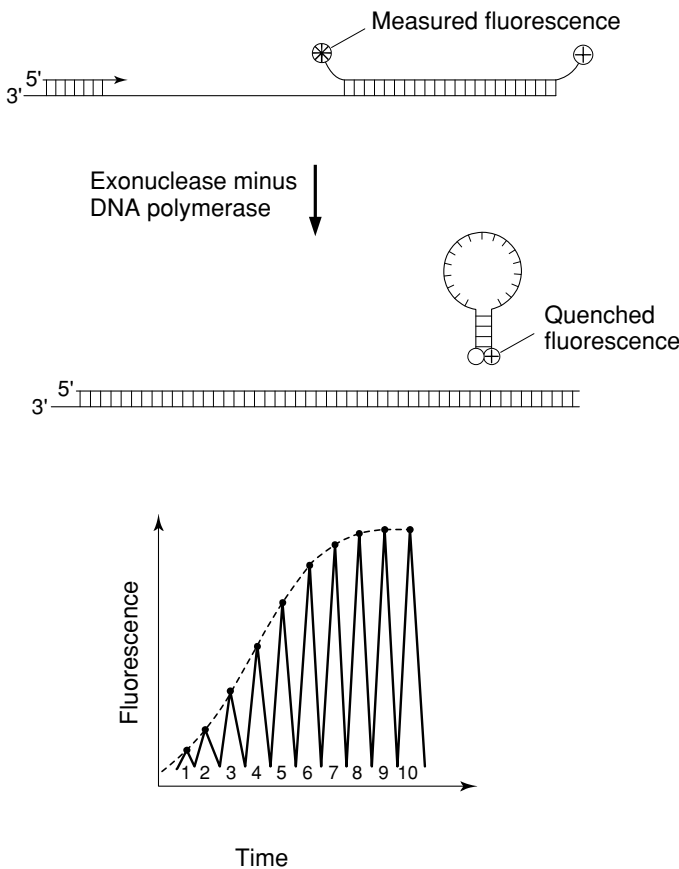 Measured fluorescence
5'
3'
Exonuclease minus
DNA polymerase
Quenched
fluorescence
5'
3'
Fluorescence
1 2 3 4 5 6 7 8 9 10
Time